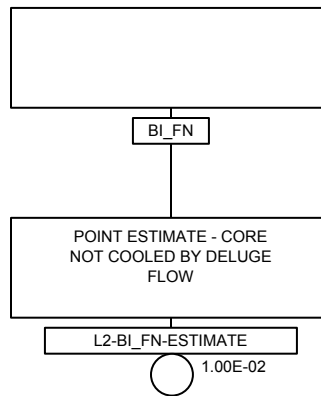 BI_FN
POINT ESTIMATE - CORE
NOT COOLED BY DELUGE
FLOW
L2-BI_FN-ESTIMATE
1.00E-02